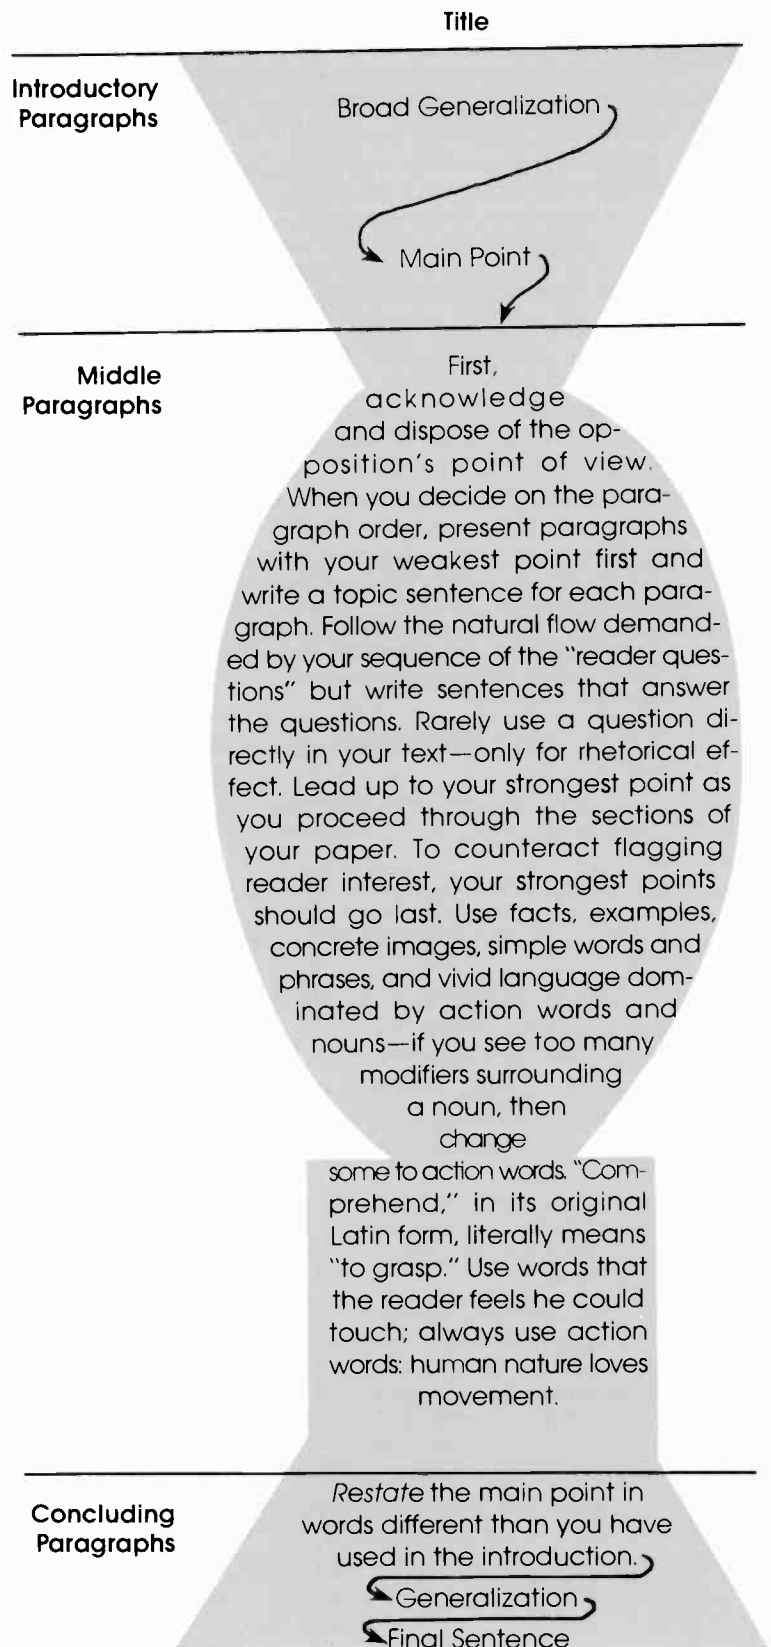 Title
Introductory
Paragraphs
Broad Generalization
Main Point
Middle
Paragraphs
First,
acknowledge
and dispose of the op-
position's point of view.
When you decide on the para-
graph order, present paragraphs
with your weakest point first and
write a topic sentence for each para-
graph. Follow the natural flow demand-
ed by your sequence of the "reader ques-
tions" but write sentences that answer
the questions. Rarely use a question di-
rectly in your text—only for rhetorical ef-
fect. Lead up to your strongest point as
you proceed through the sections of
your paper. To counteract flagging
reader interest, your strongest points
should go last. Use facts, examples,
concrete images, simple words and
phrases, and vivid language dom-
inated by action words and
nouns—if you see too many
modifiers surrounding
a noun, then
change
some to action words. "Com-
prehend," in its original
Latin form, literally means
"to grasp." Use words that
the reader feels he could
touch; always use action
words: human nature loves
movement.
Concluding
Paragraphs
Restate the main point in
words different than you have
used in the introduction.
Generalization
Final Sentence